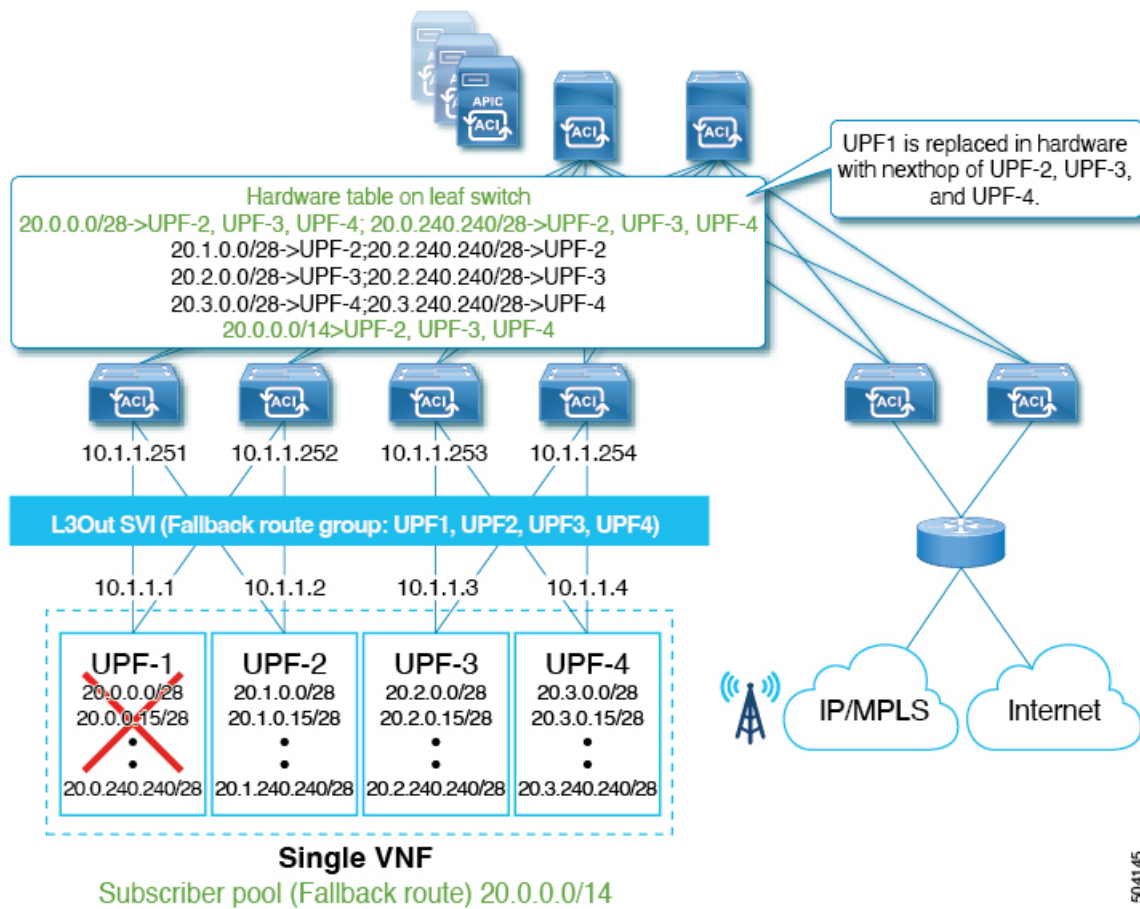 APIC
ACI
ACI
ACI
UPF1 is replaced in hardware
with nexthop of UPF-2, UPF-3,
and UPF-4.
Hardware table on leaf switch
20.0.0.0/28->UPF-2, UPF-3, UPF-4; 20.0.240.240/28->UPF-2, UPF-3, UPF-4
20.1.0.0/28->UPF-2;20.2.240.240/28->UPF-2
20.2.0.0/28->UPF-3;20.2.240.240/28->UPF-3
20.3.0.0/28->UPF-4;20.3.240.240/28->UPF-4
20.0.0.0/14>UPF-2, UPF-3, UPF-4
ACI
ACI
ACI
ACI
ACI
ACI
10.1.1.251
10.1.1.252
10.1.1.253
10.1.1.254
L3Out SVI (Fallback route group: UPF1, UPF2, UPF3, UPF4)
10.1.1.1
10.1.1.2
10.1.1.3
10.1.1.4
UPF-1
20.0.0.0/28
20.0.0.15/28
20.0.240.240/28
UPF-2
20.1.0.0/28
20.1.0.15/28
20.1.240.240/28
UPF-3
20.2.0.0/28
20.2.0.15/28
20.2.240.240/28
UPF-4
20.3.0.0/28
20.3.0.15/28
20.3.240.240/28
IP/MPLS
Internet
Single VNF
Subscriber pool (Fallback route) 20.0.0.0/14
504145